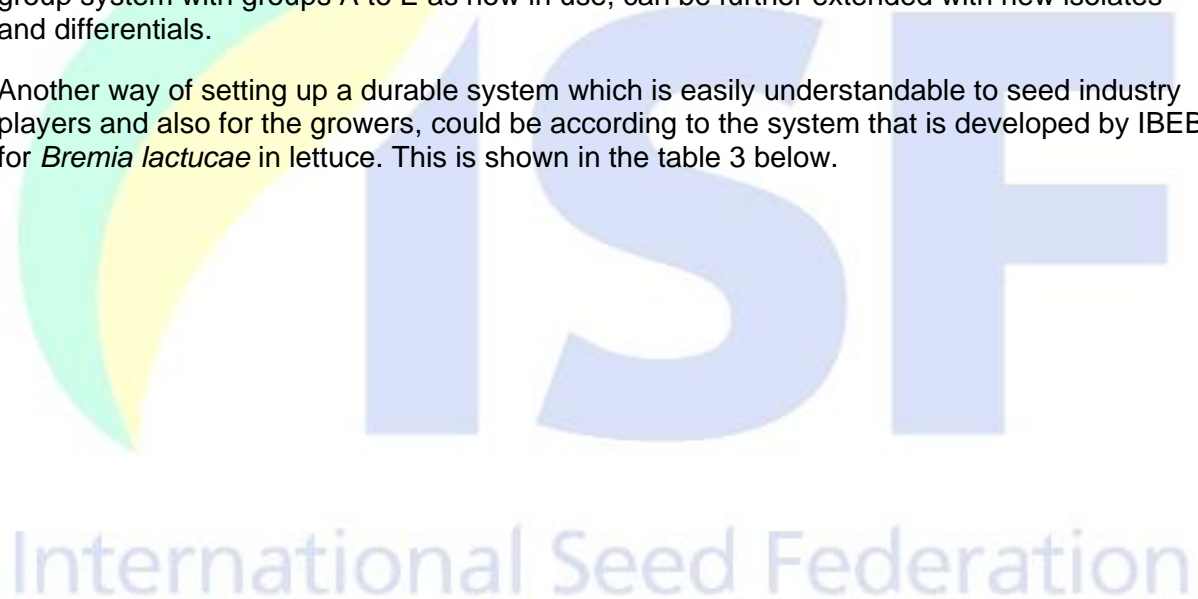 group system with groups A to E as now in use, can be further extended with new isolates
and differentials.
Another way of setting up a durable system which is easily understandable to seed industry
players and also for the growers, could be according to the system that is developed by IBEB
for Bremia lactucae in lettuce. This is shown in the table 3 below.
ISF
International Seed Federation